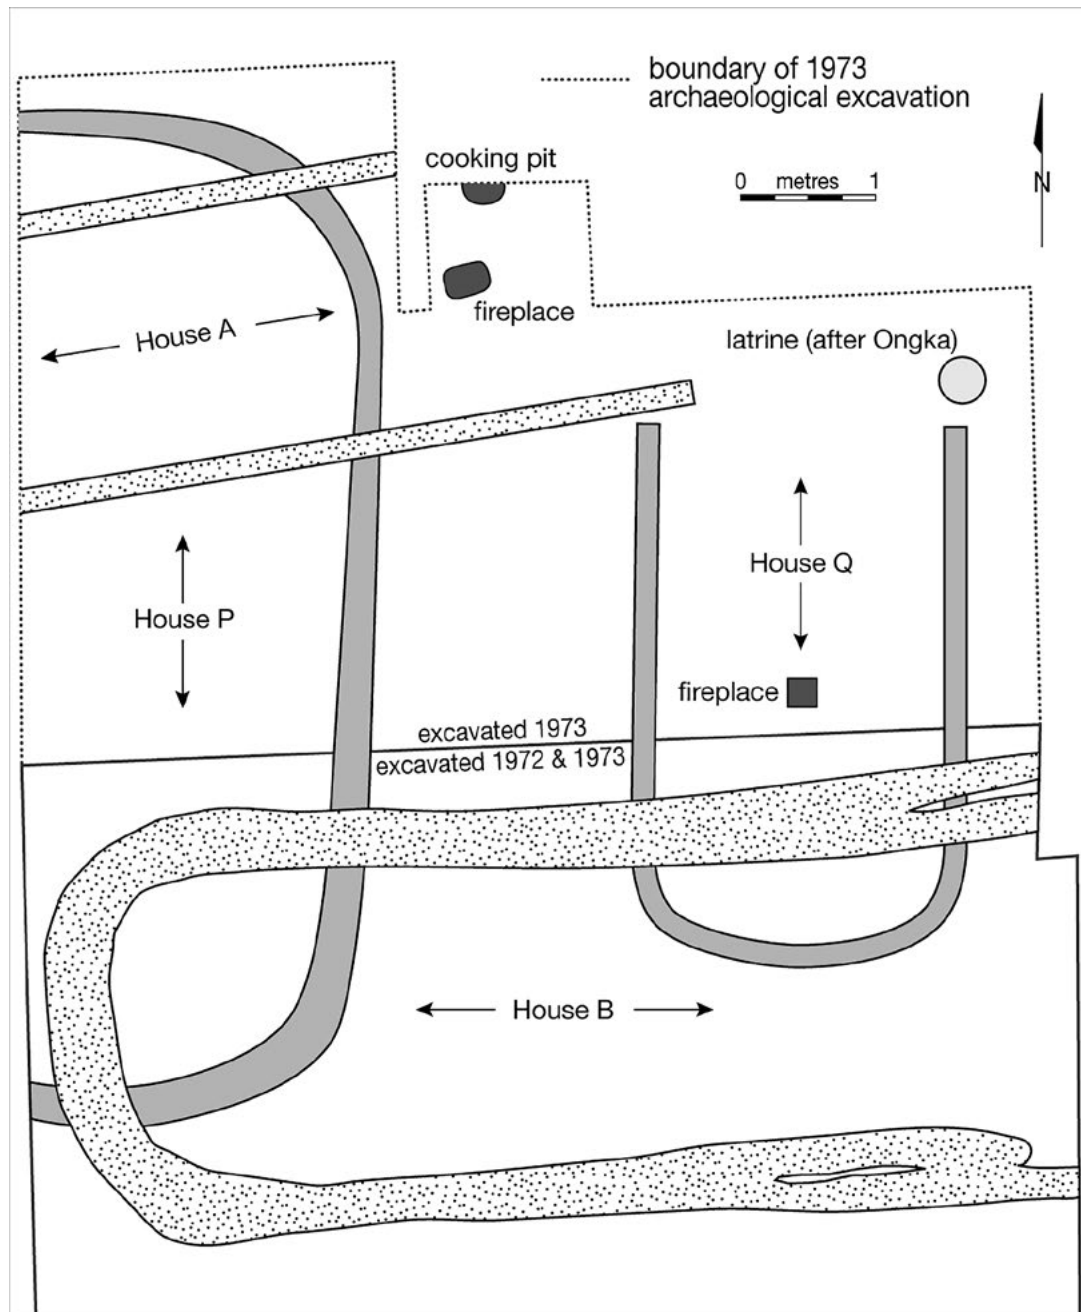 boundary of 1973
archaeological excavation
cooking pit
0 metres 1
N
fireplace
House A
latrine (after Ongka)
House Q
House P
fireplace
excavated 1973
excavated 1972 & 1973
House B